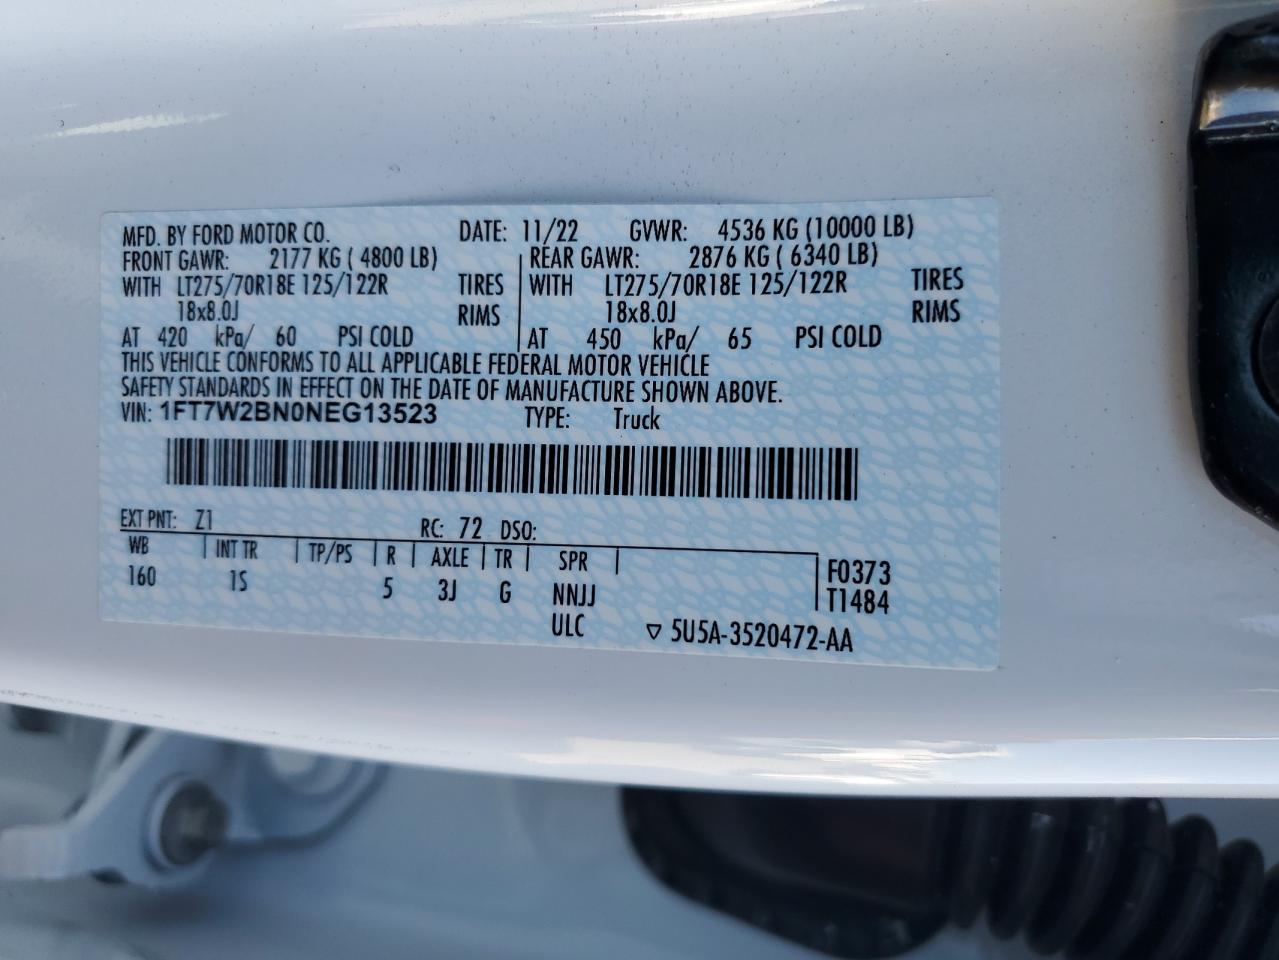 MFD. BY FORD MOTOR CO. DATE: 11/22 GVWR: 4536 KG (10000 LB)
FRONT GAWR: 2177 KG ( 4800 LB) REAR GAWR: 2876 KG ( 6340 LB)
WITH LT275/70R18E 125/122R TIRES WITH LT275/70R18E 125/122R TIRES
18x8.0J RIMS 18x8.0J RIMS
AT 420 kPa/ 60 PSI COLD AT 450 kPa/ 65 PSI COLD
THIS VEHICLE CONFORMS TO ALL APPLICABLE FEDERAL MOTOR VEHICLE
SAFETY STANDARDS IN EFFECT ON THE DATE OF MANUFACTURE SHOWN ABOVE.
VIN: 1FT7W2BN0NEG13523 TYPE: Truck
EXT PNT: Z1 RC: 72 DSO:
WB INT TR TP/PS R AXLE TR SPR F0373
160 1S 5 3J G NNJJ T1484
ULC ▽ 5U5A-3520472-AA